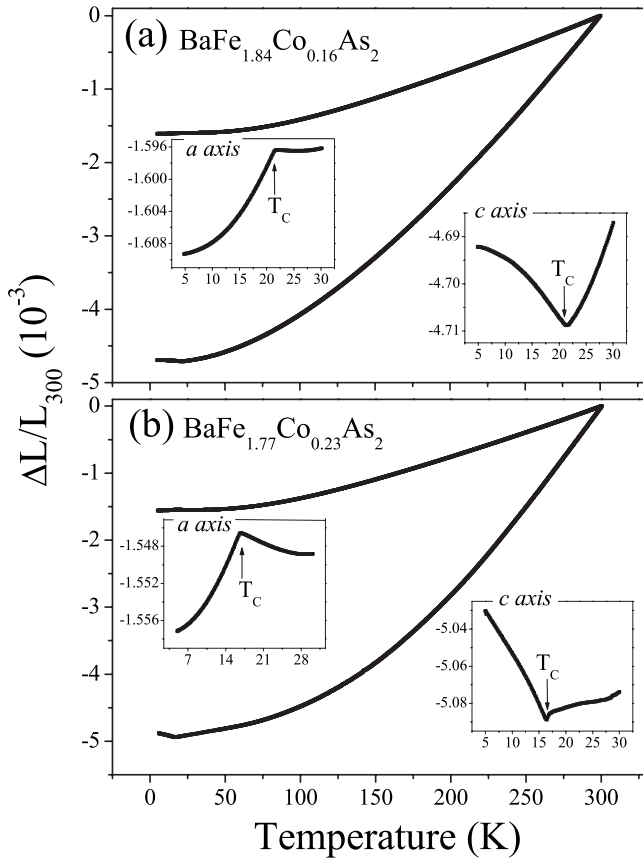 (a) BaFe1.84Co0.16As2
0
-1
-2
-3
-4
-5
a axis
-1.596
-1.600
-1.604
-1.608
TC
5 10 15 20 25 30
c axis
-4.69
-4.70
-4.71
TC
5 10 15 20 25 30
ΔL/L300 (10-3)
(b) BaFe1.77Co0.23As2
0
-1
-2
-3
-4
-5
a axis
-1.548
-1.552
-1.556
TC
7 14 21 28
c axis
-5.04
-5.06
-5.08
TC
5 10 15 20 25 30
0 50 100 150 200 250 300
Temperature (K)